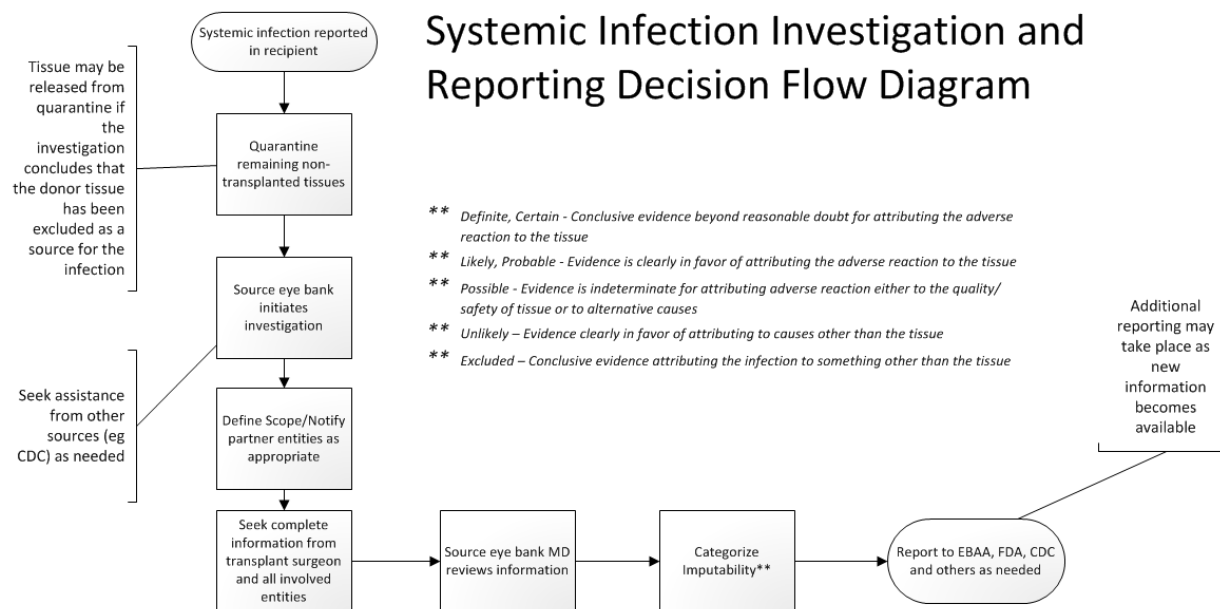 Systemic Infection Investigation and
Reporting Decision Flow Diagram
Systemic infection reported
in recipient
Tissue may be
released from
quarantine if
the
investigation
concludes that
the donor tissue
has been
excluded as a
source for the
infection
Quarantine
remaining non-
transplanted tissues
Source eye bank
initiates
investigation
Seek assistance
from other
sources (eg
CDC) as needed
Define Scope/Notify
partner entities as
appropriate
Seek complete
information from
transplant surgeon
and all involved
entities
Source eye bank MD
reviews information
Categorize
Imputability**
Report to EBAA, FDA, CDC
and others as needed
Additional
reporting may
take place as
new
information
becomes
available
** Definite, Certain - Conclusive evidence beyond reasonable doubt for attributing the adverse
reaction to the tissue
** Likely, Probable - Evidence is clearly in favor of attributing the adverse reaction to the tissue
** Possible - Evidence is indeterminate for attributing adverse reaction either to the quality/
safety of tissue or to alternative causes
** Unlikely – Evidence clearly in favor of attributing to causes other than the tissue
** Excluded – Conclusive evidence attributing the infection to something other than the tissue